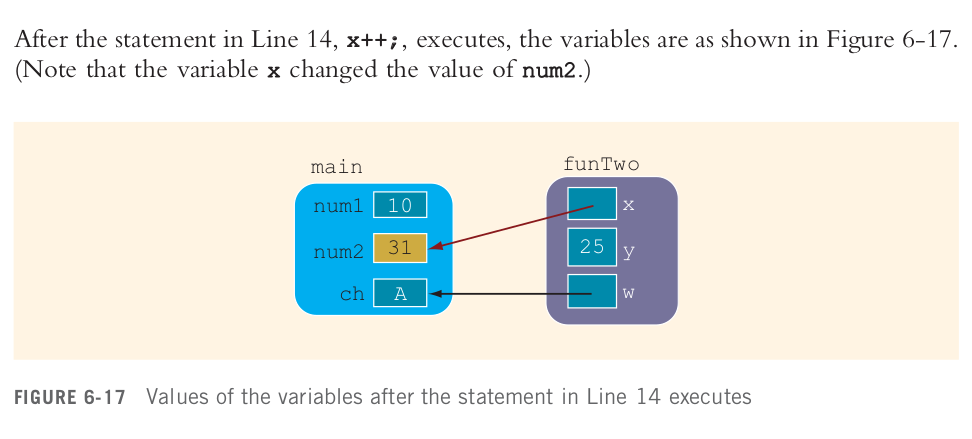 After the statement in Line 14, x++;, executes, the variables are as shown in Figure 6-17.
(Note that the variable x changed the value of num2.)
main
funTwo
num1 10
x
num2 31
25 y
ch A
w
FIGURE 6-17 Values of the variables after the statement in Line 14 executes